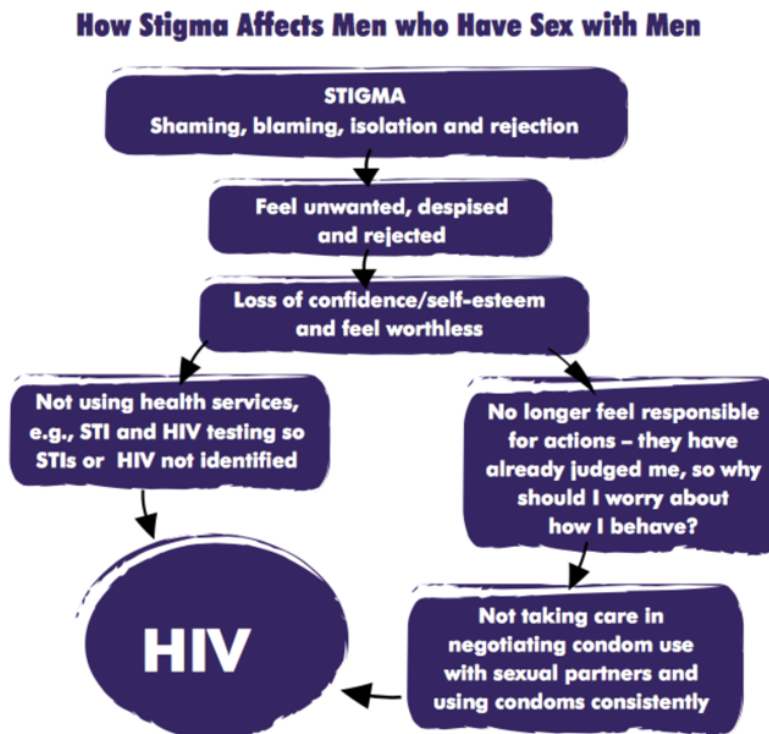 How Stigma Affects Men who Have Sex with Men
STIGMA
Shaming, blaming, isolation and rejection
Feel unwanted, despised
and rejected
Loss of confidence/self-esteem
and feel worthless
Not using health services,
e.g., STI and HIV testing so
STIs or HIV not identified
No longer feel responsible
for actions – they have
already judged me, so why
should I worry about
how I behave?
Not taking care in
negotiating condom use
with sexual partners and
using condoms consistently
HIV